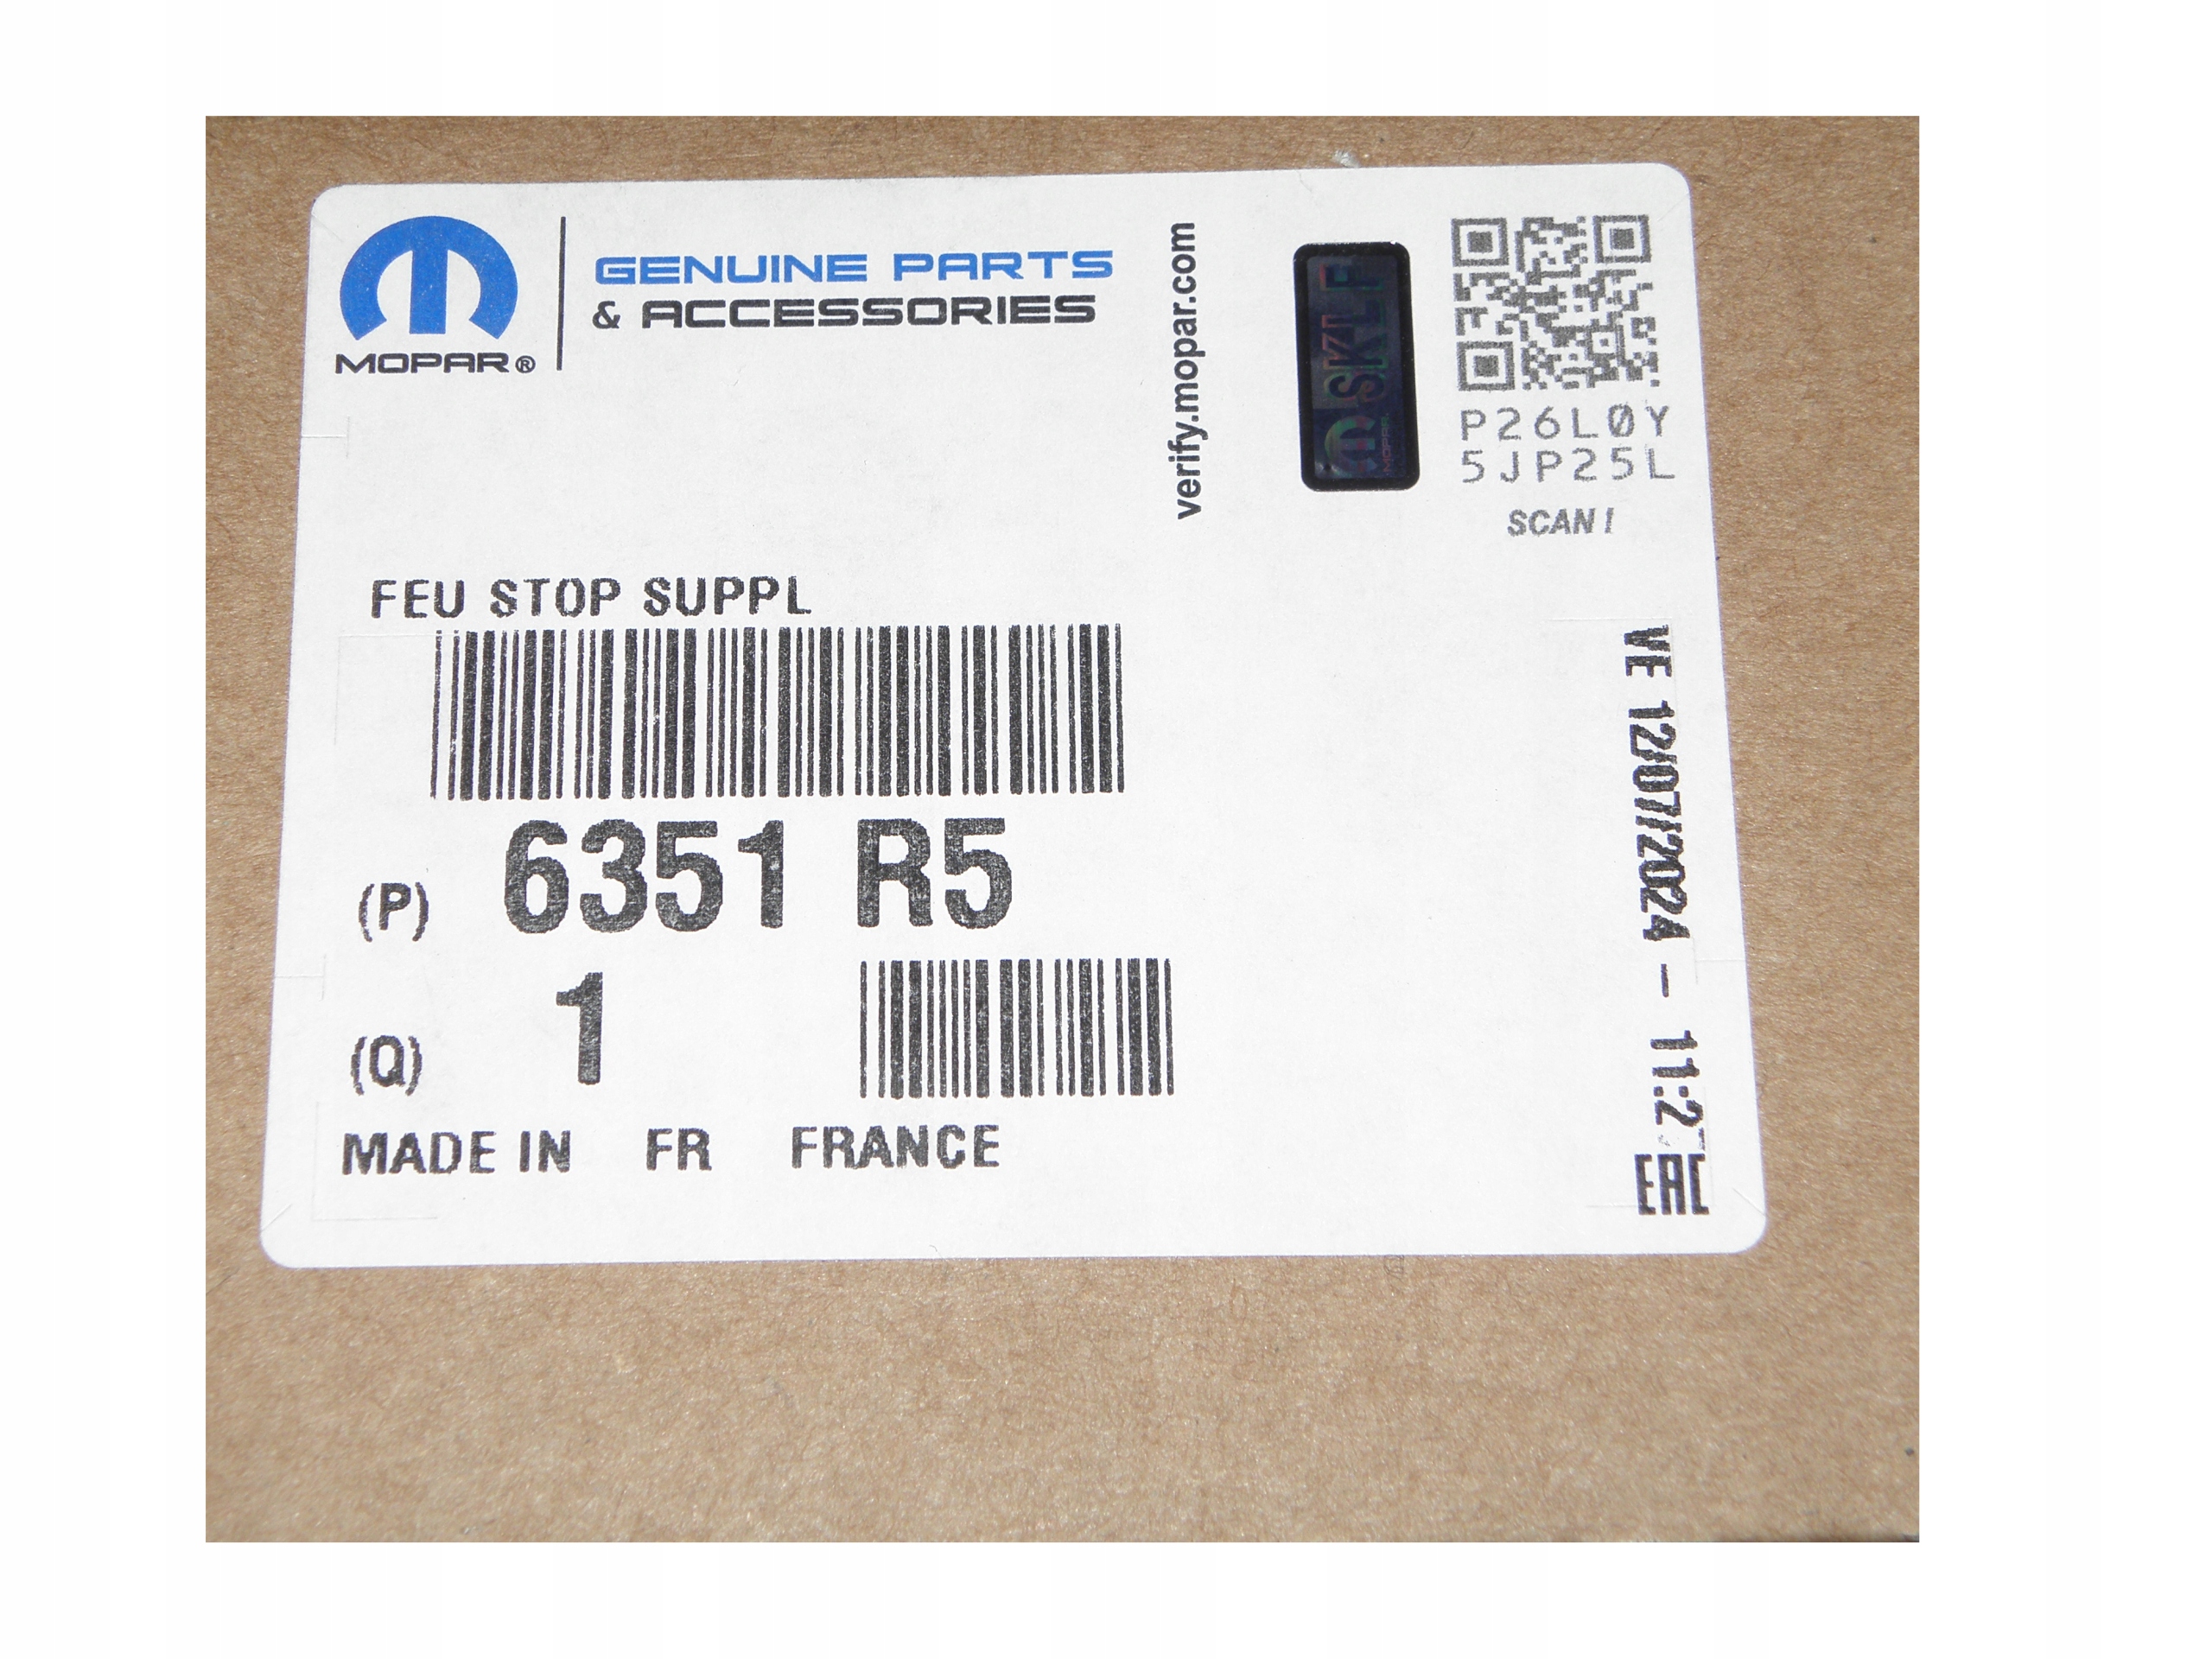 GENUINE PARTS
& ACCESSORIES
MOPAR®
verify.mopar.com
MOPAR
P26L0Y
5JP25L
SCAN!
FEU STOP SUPPL
(P) 6351 R5
(Q) 1
MADE IN FR FRANCE
VE 12/07/2024 - 11:2
EAC